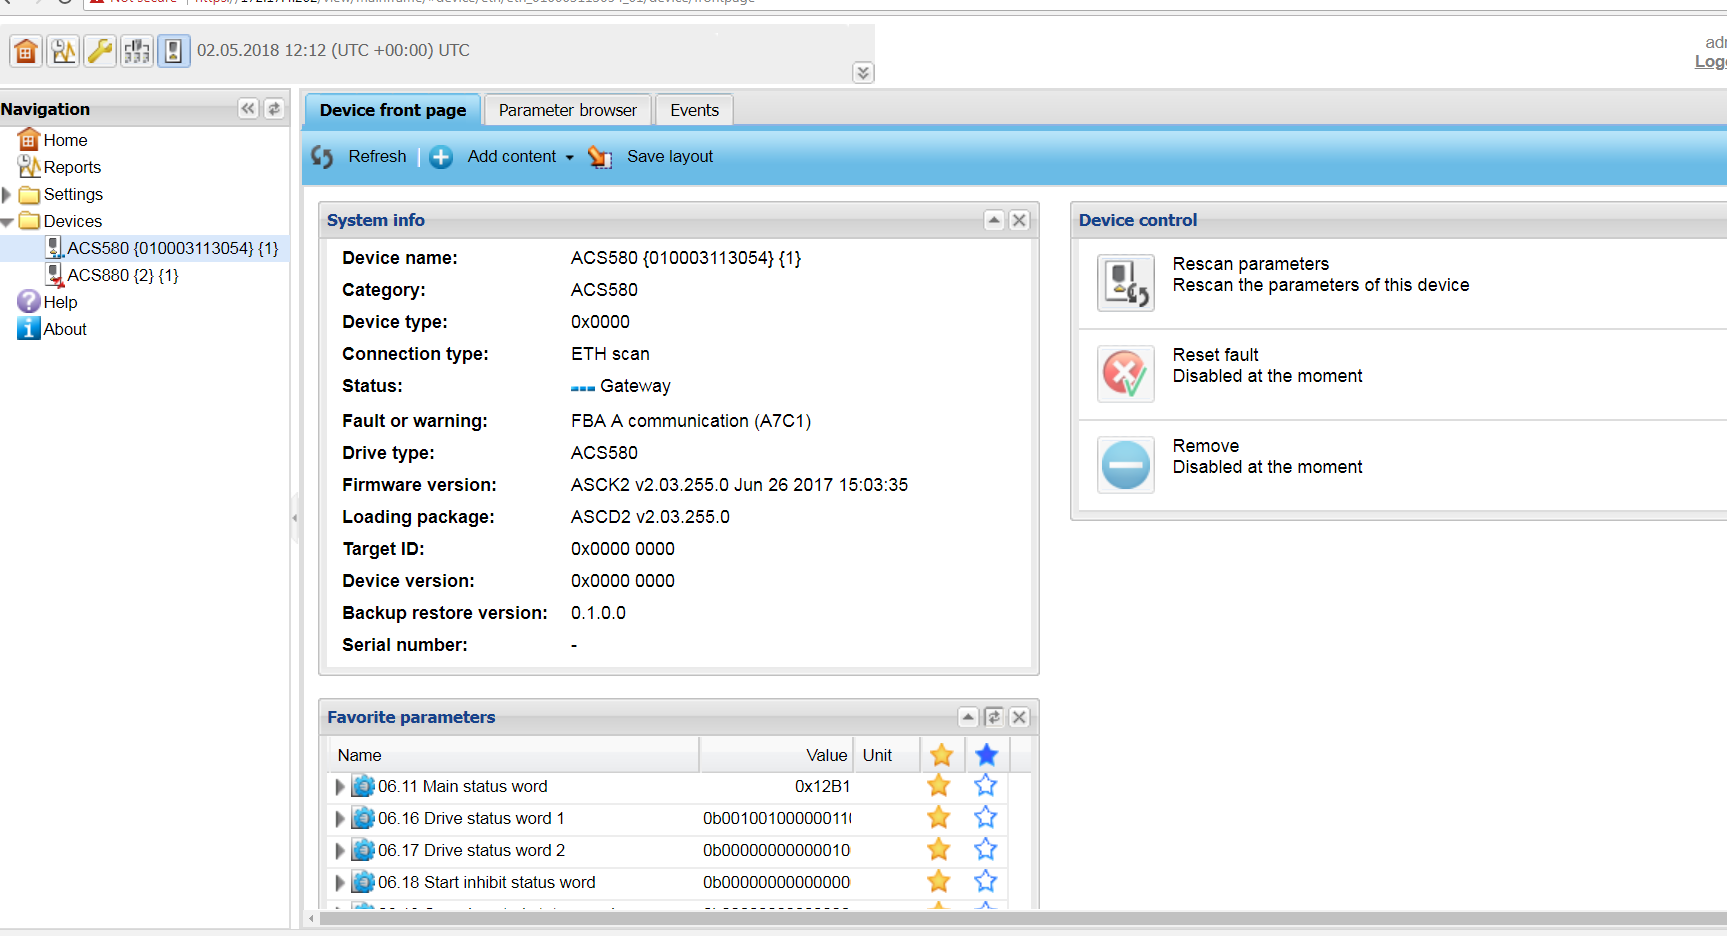 Not secure
02.05.2018 12:12 (UTC +00:00) UTC
Navigation
Home
Reports
Settings
Devices
ACS580 {010003113054} {1}
ACS880 {2} {1}
Help
About
Device front page
Parameter browser
Events
Refresh
Add content
Save layout
System info
Device name: ACS580 {010003113054} {1}
Category: ACS580
Device type: 0x0000
Connection type: ETH scan
Status: Gateway
Fault or warning: FBA A communication (A7C1)
Drive type: ACS580
Firmware version: ASCK2 v2.03.255.0 Jun 26 2017 15:03:35
Loading package: ASCD2 v2.03.255.0
Target ID: 0x0000 0000
Device version: 0x0000 0000
Backup restore version: 0.1.0.0
Serial number: -
Device control
Rescan parameters
Rescan the parameters of this device
Reset fault
Disabled at the moment
Remove
Disabled at the moment
Favorite parameters
Name Value Unit
06.11 Main status word 0x12B1
06.16 Drive status word 1 0b00100100000011
06.17 Drive status word 2 0b00000000000010
06.18 Start inhibit status word 0b00000000000000